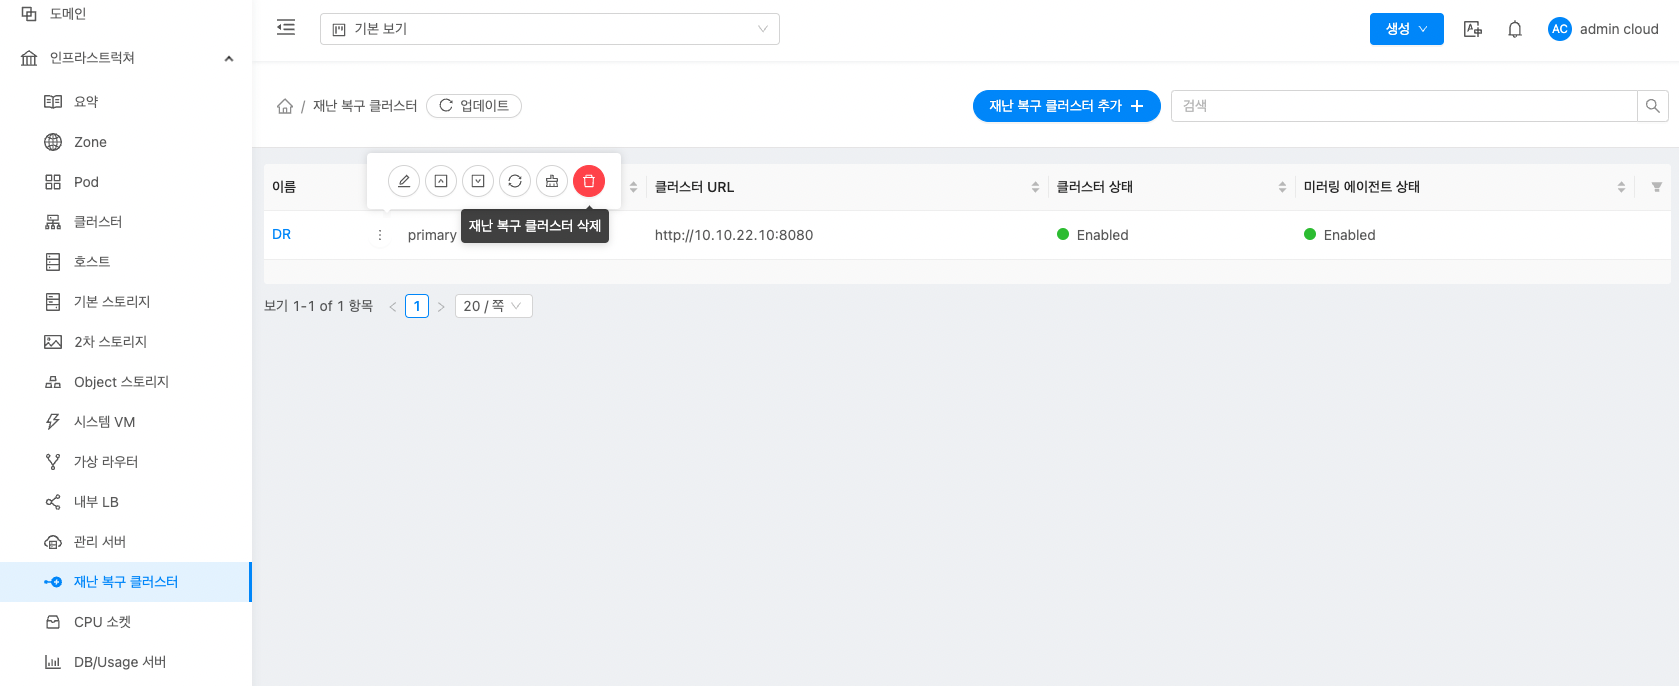 도메인
인프라스트럭쳐
요약
Zone
Pod
클러스터
호스트
기본 스토리지
2차 스토리지
Object 스토리지
시스템 VM
가상 라우터
내부 LB
관리 서버
재난 복구 클러스터
CPU 소켓
DB/Usage 서버
기본 보기
생성
AC admin cloud
/ 재난 복구 클러스터 업데이트
재난 복구 클러스터 추가
검색
이름 클러스터 URL 클러스터 상태 미러링 에이전트 상태
재난 복구 클러스터 삭제
DR primary http://10.10.22.10:8080 Enabled Enabled
보기 1-1 of 1 항목 < 1 > 20 / 쪽